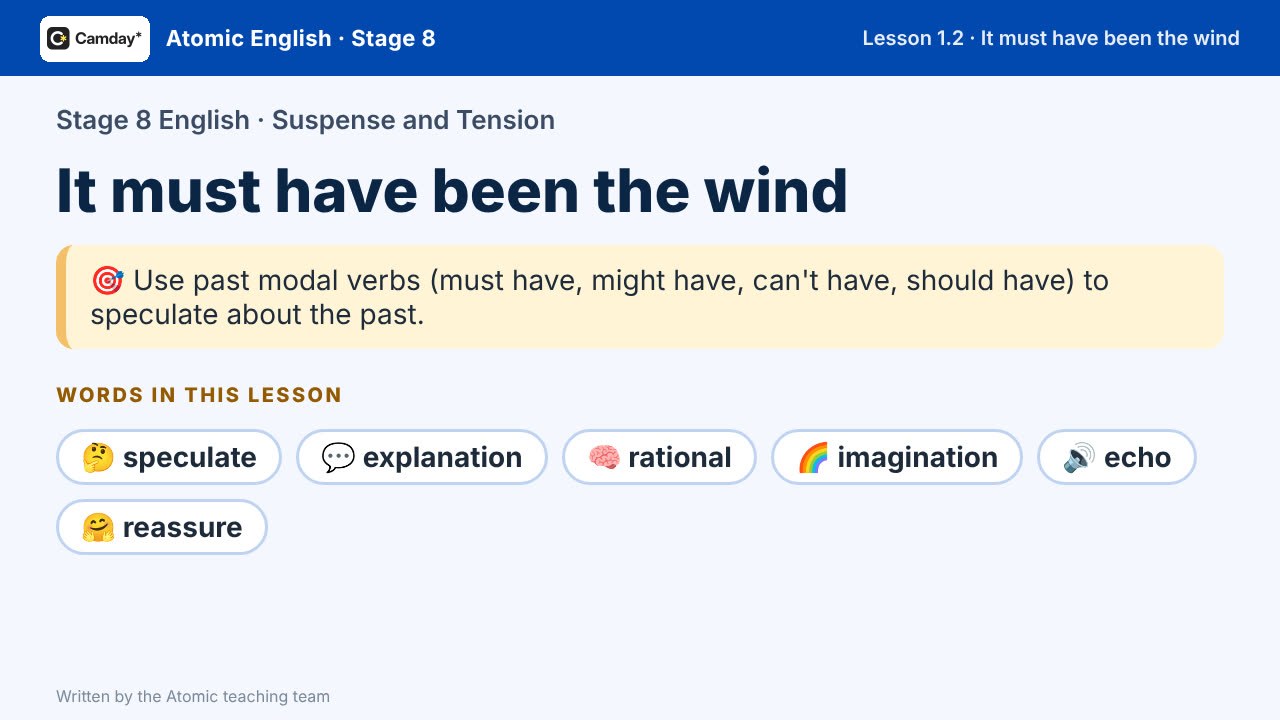 Camday*
Atomic English · Stage 8
Lesson 1.2 · It must have been the wind
Stage 8 English · Suspense and Tension
It must have been the wind
🎯 Use past modal verbs (must have, might have, can't have, should have) to
speculate about the past.
WORDS IN THIS LESSON
🤔 speculate
💬 explanation
🧠 rational
🌈 imagination
🔊 echo
🤗 reassure
Written by the Atomic teaching team